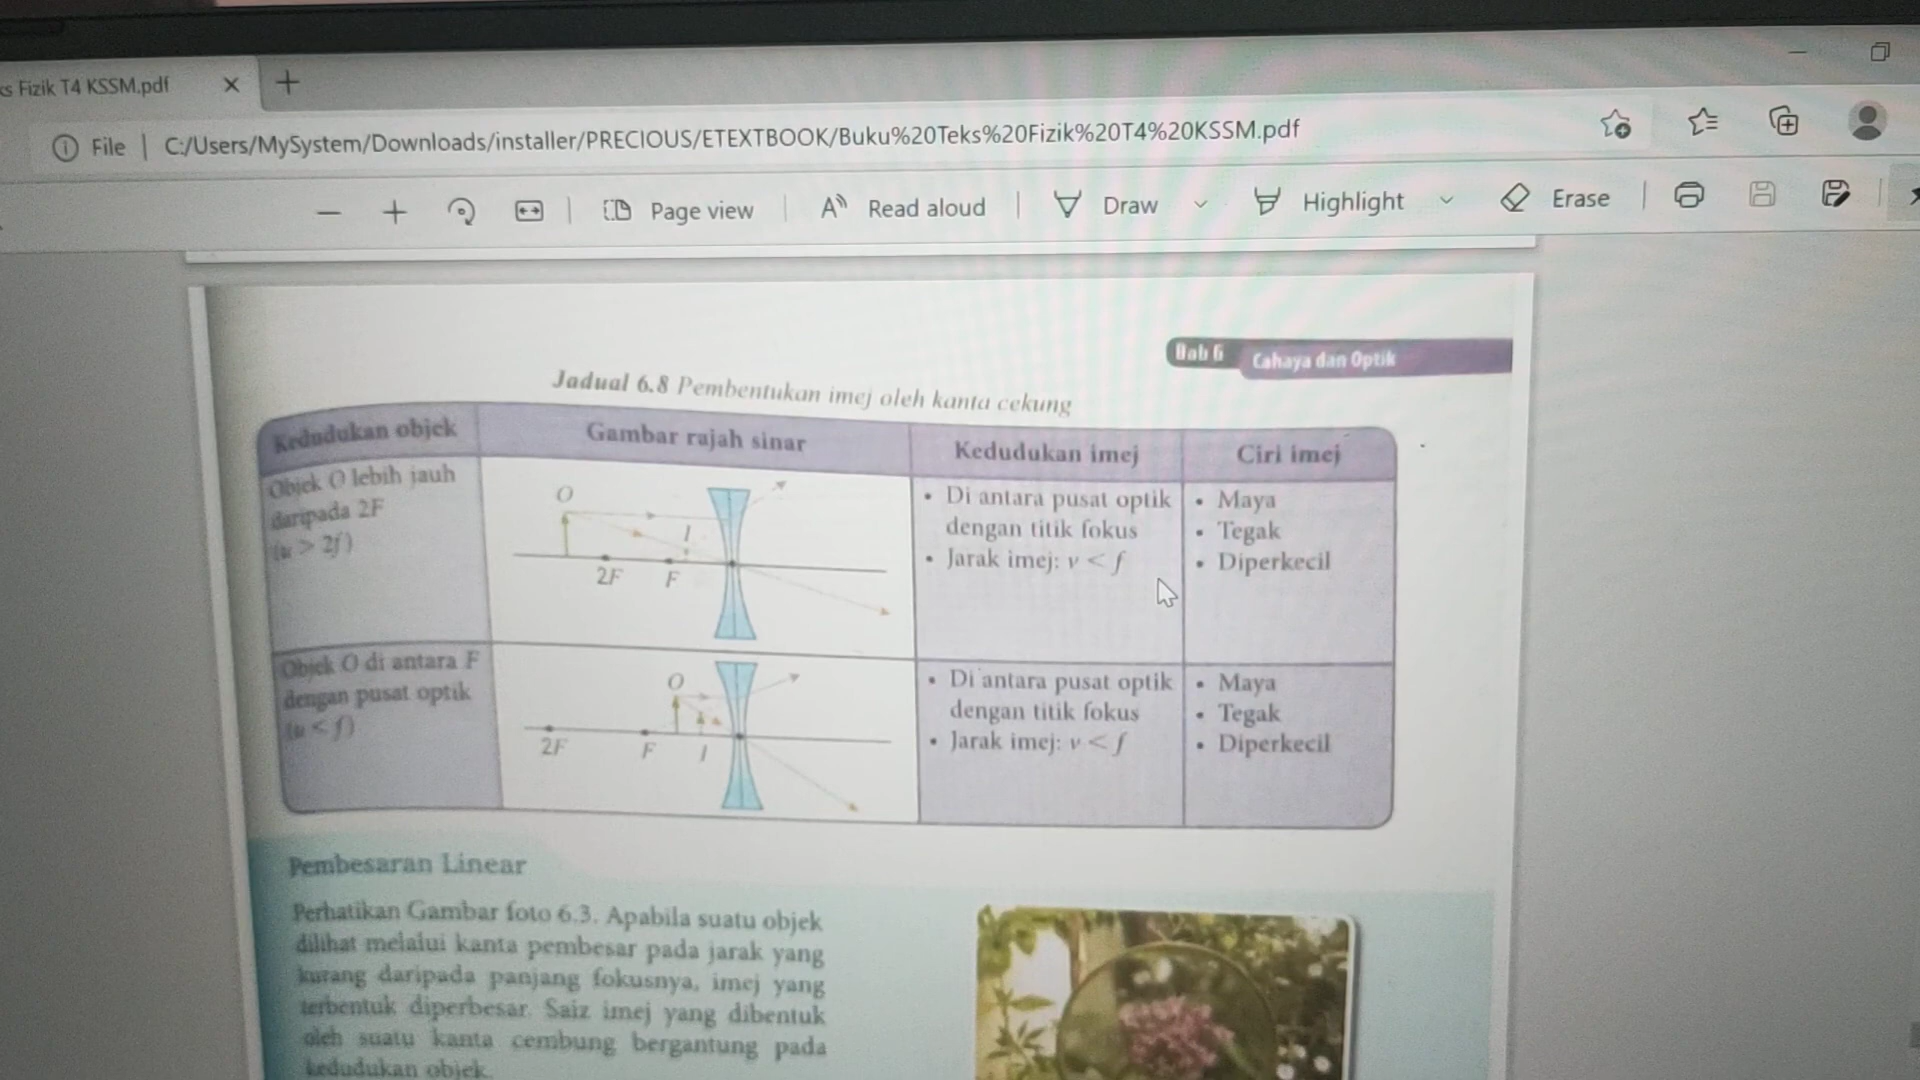 s Fizik T4 KSSM.pdf
File | C:/Users/MySystem/Downloads/installer/PRECIOUS/ETEXTBOOK/Buku%20Teks%20Fizik%20T4%20KSSM.pdf
Page view
Read aloud
Draw
Highlight
Erase
Bab 6 Cahaya dan Optik
Jadual 6.8 Pembentukan imej oleh kanta cekung
Kedudukan objek
Gambar rajah sinar
Kedudukan imej
Ciri imej
Objek O lebih jauh
daripada 2F
(u > 2f)
O
I
2F
F
• Di antara pusat optik
dengan titik fokus
• Jarak imej: v < f
• Maya
• Tegak
• Diperkecil
Objek O di antara F
dengan pusat optik
(u < f)
O
2F
F
I
• Di antara pusat optik
dengan titik fokus
• Jarak imej: v < f
• Maya
• Tegak
• Diperkecil
Pembesaran Linear
Perhatikan Gambar foto 6.3. Apabila suatu objek
dilihat melalui kanta pembesar pada jarak yang
kurang daripada panjang fokusnya, imej yang
terbentuk diperbesar. Saiz imej yang dibentuk
oleh suatu kanta cembung bergantung pada
kedudukan objek.